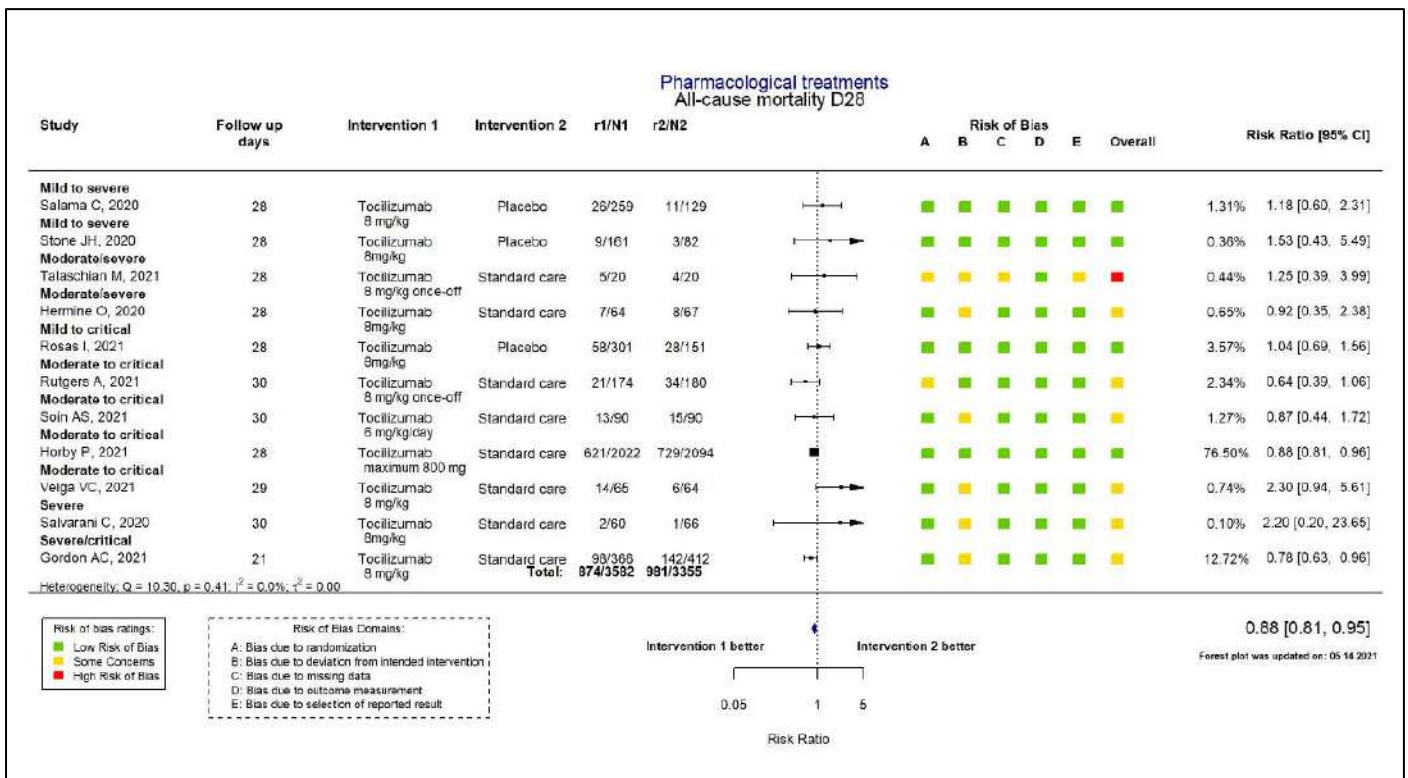 Pharmacological treatments
All-cause mortality D28
Study Follow up days Intervention 1 Intervention 2 r1/N1 r2/N2 Risk of Bias Risk Ratio [95% CI]
A B C D E Overall
Mild to severe
Salama C, 2020 28 Tocilizumab 8 mg/kg Placebo 26/259 11/129 1.31% 1.18 [0.60, 2.31]
Mild to severe
Stone JH, 2020 28 Tocilizumab 8mg/kg Placebo 9/161 3/82 0.36% 1.53 [0.43, 5.49]
Moderate/severe
Talaschian M, 2021 28 Tocilizumab 8 mg/kg once-off Standard care 5/20 4/20 0.44% 1.25 [0.39, 3.99]
Moderate/severe
Hermine O, 2020 28 Tocilizumab 8mg/kg Standard care 7/64 8/67 0.65% 0.92 [0.35, 2.38]
Mild to critical
Rosas I, 2021 28 Tocilizumab 8mg/kg Placebo 58/301 28/151 3.57% 1.04 [0.69, 1.56]
Moderate to critical
Rutgers A, 2021 30 Tocilizumab 8 mg/kg once-off Standard care 21/174 34/180 2.34% 0.64 [0.39, 1.06]
Moderate to critical
Soin AS, 2021 30 Tocilizumab 6 mg/kg/day Standard care 13/90 15/90 1.27% 0.87 [0.44, 1.72]
Moderate to critical
Horby P, 2021 28 Tocilizumab maximum 800 mg Standard care 621/2022 729/2094 76.50% 0.88 [0.81, 0.96]
Moderate to critical
Veiga VC, 2021 29 Tocilizumab 8 mg/kg Standard care 14/65 6/64 0.74% 2.30 [0.94, 5.61]
Severe
Salvarani C, 2020 30 Tocilizumab 8mg/kg Standard care 2/60 1/66 0.10% 2.20 [0.20, 23.65]
Severe/critical
Gordon AC, 2021 21 Tocilizumab 8 mg/kg Standard care 98/366 142/412 12.72% 0.78 [0.63, 0.96]
Total: 874/3582 981/3355
Heterogeneity: Q = 10.30, p = 0.41; I² = 0.0%; τ² = 0.00
0.88 [0.81, 0.95]
Forest plot was updated on: 05 14 2021
Risk of bias ratings:
Low Risk of Bias
Some Concerns
High Risk of Bias
Risk of Bias Domains:
A: Bias due to randomization
B: Bias due to deviation from intended intervention
C: Bias due to missing data
D: Bias due to outcome measurement
E: Bias due to selection of reported result
Intervention 1 better Intervention 2 better
0.05 1 5
Risk Ratio